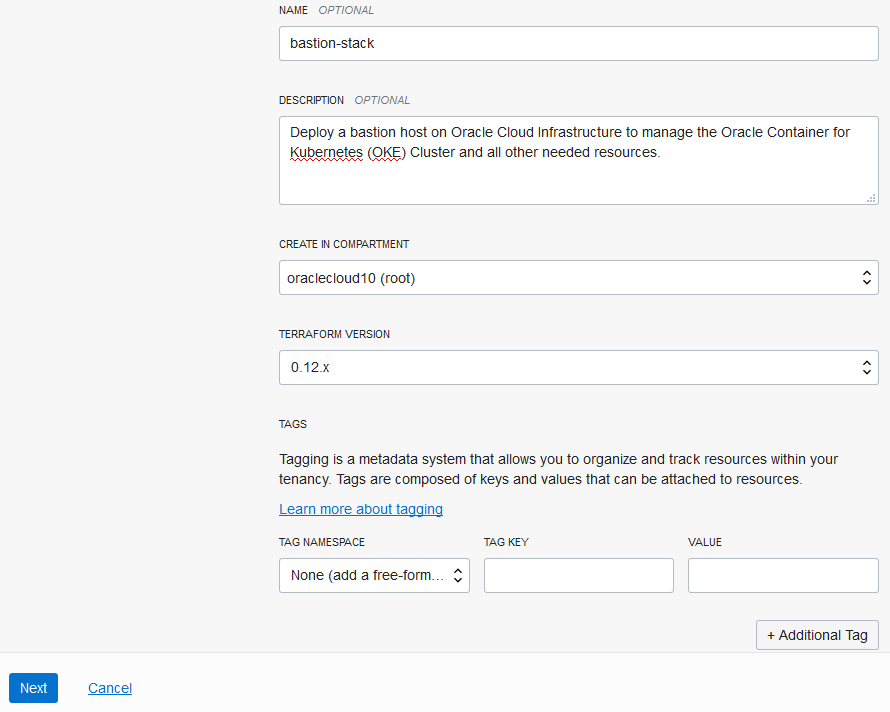 NAME OPTIONAL
bastion-stack
DESCRIPTION OPTIONAL
Deploy a bastion host on Oracle Cloud Infrastructure to manage the Oracle Container for
Kubernetes (OKE) Cluster and all other needed resources.
CREATE IN COMPARTMENT
oraclecloud10 (root)
TERRAFORM VERSION
0.12.x
TAGS
Tagging is a metadata system that allows you to organize and track resources within your
tenancy. Tags are composed of keys and values that can be attached to resources.
Learn more about tagging
TAG NAMESPACE TAG KEY VALUE
None (add a free-form...
+ Additional Tag
Next Cancel